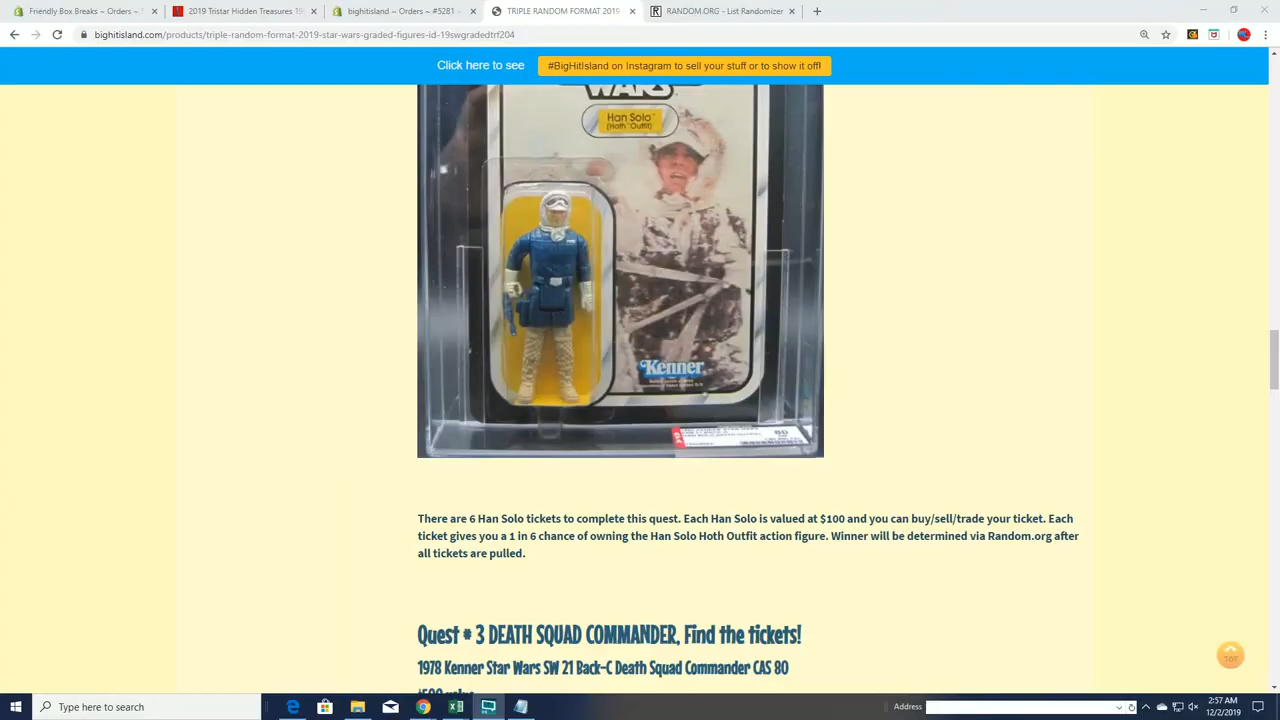 Friendly Box Breaks ~ Orders ~
2019 Tristar Hidden Treasures 19
bighitisland ~ Orders ~ #5281
TRIPLE RANDOM FORMAT 2019
RANDOM.ORG - List Randomizer
bighitisland.com/products/triple-random-format-2019-star-wars-graded-figures-id-19swgradedtrf204
Click here to see
#BigHitIsland on Instagram to sell your stuff or to show it off!
WARS
Han Solo
(Hoth Outfit)
Kenner
80
There are 6 Han Solo tickets to complete this quest. Each Han Solo is valued at $100 and you can buy/sell/trade your ticket. Each
ticket gives you a 1 in 6 chance of owning the Han Solo Hoth Outfit action figure. Winner will be determined via Random.org after
all tickets are pulled.
Quest # 3 DEATH SQUAD COMMANDER, Find the tickets!
1978 Kenner Star Wars SW 21 Back-C Death Squad Commander CAS 80
TOP
Type here to search
Address
2:57 AM
12/2/2019